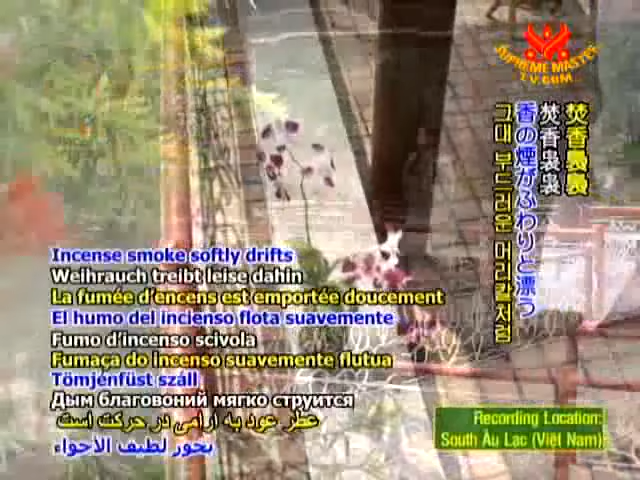 SUPREME MASTER
TV.COM
焚香裊裊
焚香袅袅
香の煙がふわりと漂う
그대 부드러운 머리칼처럼
Incense smoke softly drifts
Weihrauch treibt leise dahin
La fumée d'encens est emportée doucement
El humo del incienso flota suavemente
Fumo d'incenso scivola
Fumaça do incenso suavemente flutua
Tömjénfüst száll
Дым благовоний мягко струится
عطر عود به آرامی در حرکت است
بخور لطيف الأجواء
Recording Location:
South Âu Lạc (Việt Nam)